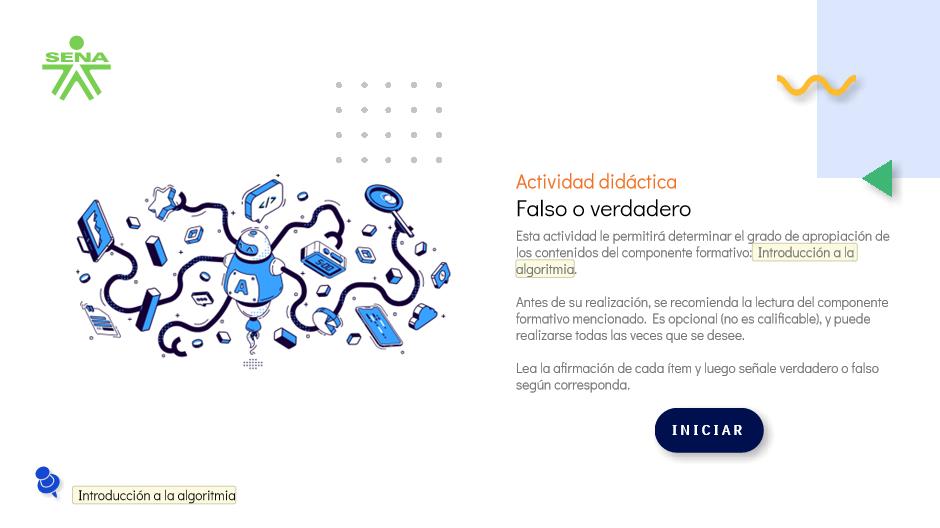 SENA
</>
A
Actividad didáctica
Falso o verdadero
Esta actividad le permitirá determinar el grado de apropiación de
los contenidos del componente formativo: Introducción a la
algoritmia.
Antes de su realización, se recomienda la lectura del componente
formativo mencionado. Es opcional (no es calificable), y puede
realizarse todas las veces que se desee.
Lea la afirmación de cada ítem y luego señale verdadero o falso
según corresponda.
INICIAR
Introducción a la algoritmia